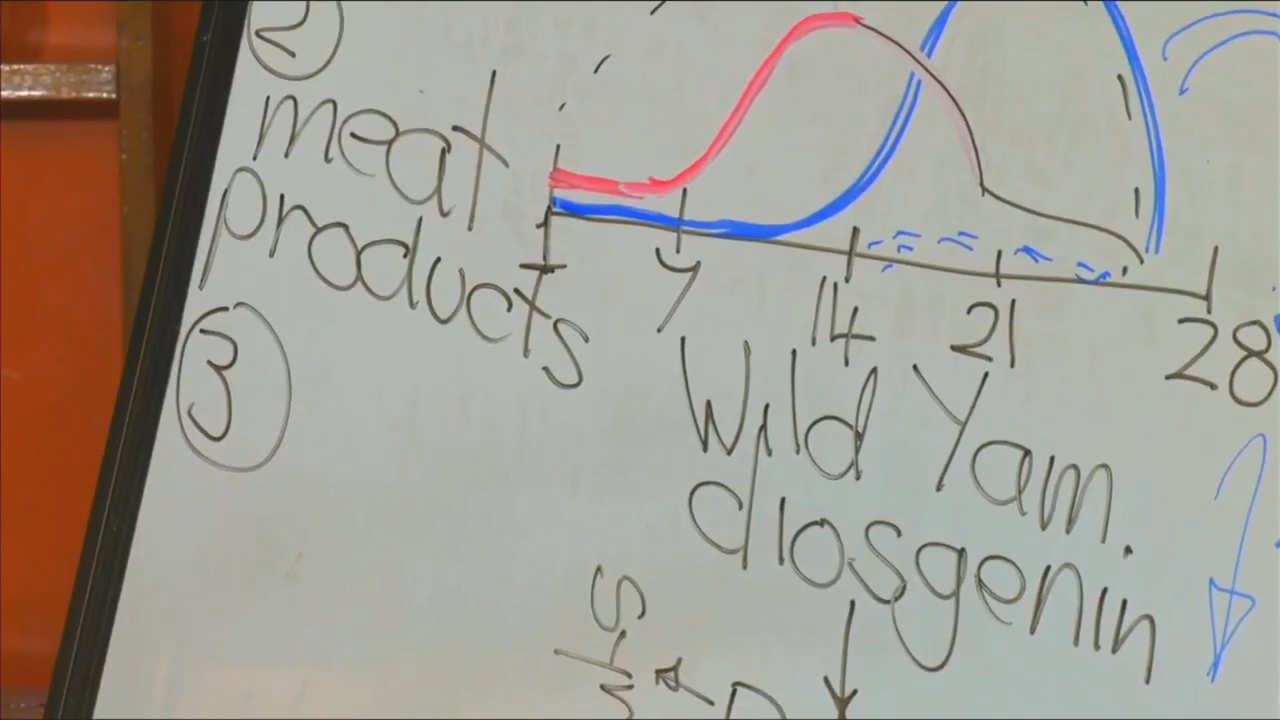 2
meat
products
7 14 21 28
3
Wild Yam.
diosgenin